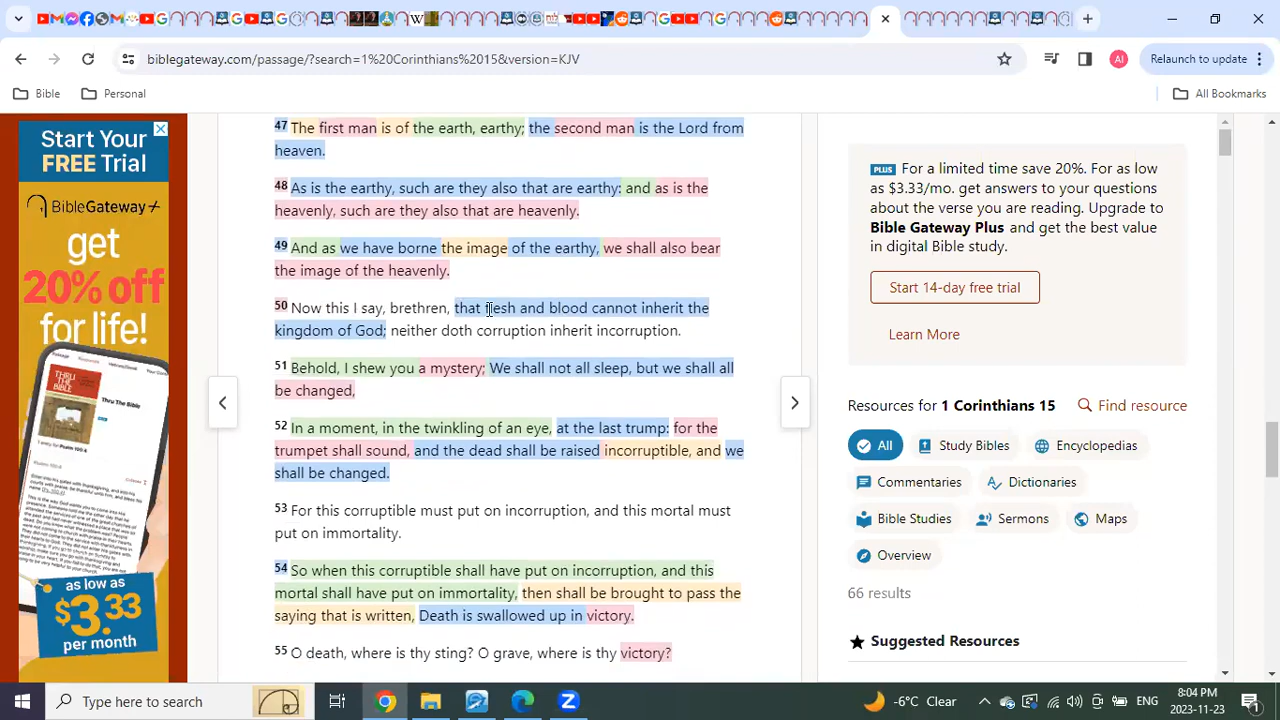 biblegateway.com/passage/?search=1%20Corinthians%2015&version=KJV
AI
Relaunch to update
Bible
Personal
All Bookmarks
Start Your
FREE Trial
BibleGateway+
get
20% off
for life!
THRU
THE
BIBLE
Thru The Bible
as low as
$3.33
per month
47 The first man is of the earth, earthy; the second man is the Lord from
heaven.
48 As is the earthy, such are they also that are earthy: and as is the
heavenly, such are they also that are heavenly.
49 And as we have borne the image of the earthy, we shall also bear
the image of the heavenly.
50 Now this I say, brethren, that flesh and blood cannot inherit the
kingdom of God; neither doth corruption inherit incorruption.
51 Behold, I shew you a mystery; We shall not all sleep, but we shall all
be changed,
52 In a moment, in the twinkling of an eye, at the last trump: for the
trumpet shall sound, and the dead shall be raised incorruptible, and we
shall be changed.
53 For this corruptible must put on incorruption, and this mortal must
put on immortality.
54 So when this corruptible shall have put on incorruption, and this
mortal shall have put on immortality, then shall be brought to pass the
saying that is written, Death is swallowed up in victory.
55 O death, where is thy sting? O grave, where is thy victory?
PLUS For a limited time save 20%. For as low
as $3.33/mo. get answers to your questions
about the verse you are reading. Upgrade to
Bible Gateway Plus and get the best value
in digital Bible study.
Start 14-day free trial
Learn More
Resources for 1 Corinthians 15
Find resource
All
Study Bibles
Encyclopedias
Commentaries
Dictionaries
Bible Studies
Sermons
Maps
Overview
66 results
Suggested Resources
Type here to search
-6°C Clear
ENG
8:04 PM
2023-11-23